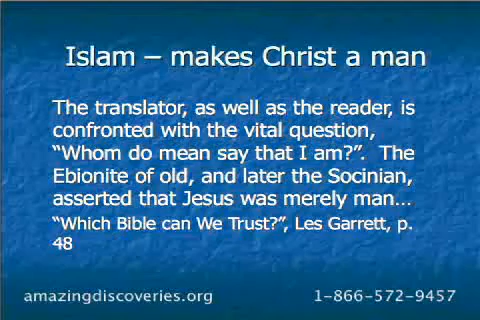 Islam – makes Christ a man
The translator, as well as the reader, is
confronted with the vital question,
“Whom do mean say that I am?”.  The
Ebionite of old, and later the Socinian,
asserted that Jesus was merely man…
“Which Bible can We Trust?”, Les Garrett, p.
48
amazingdiscoveries.org 1-866-572-9457